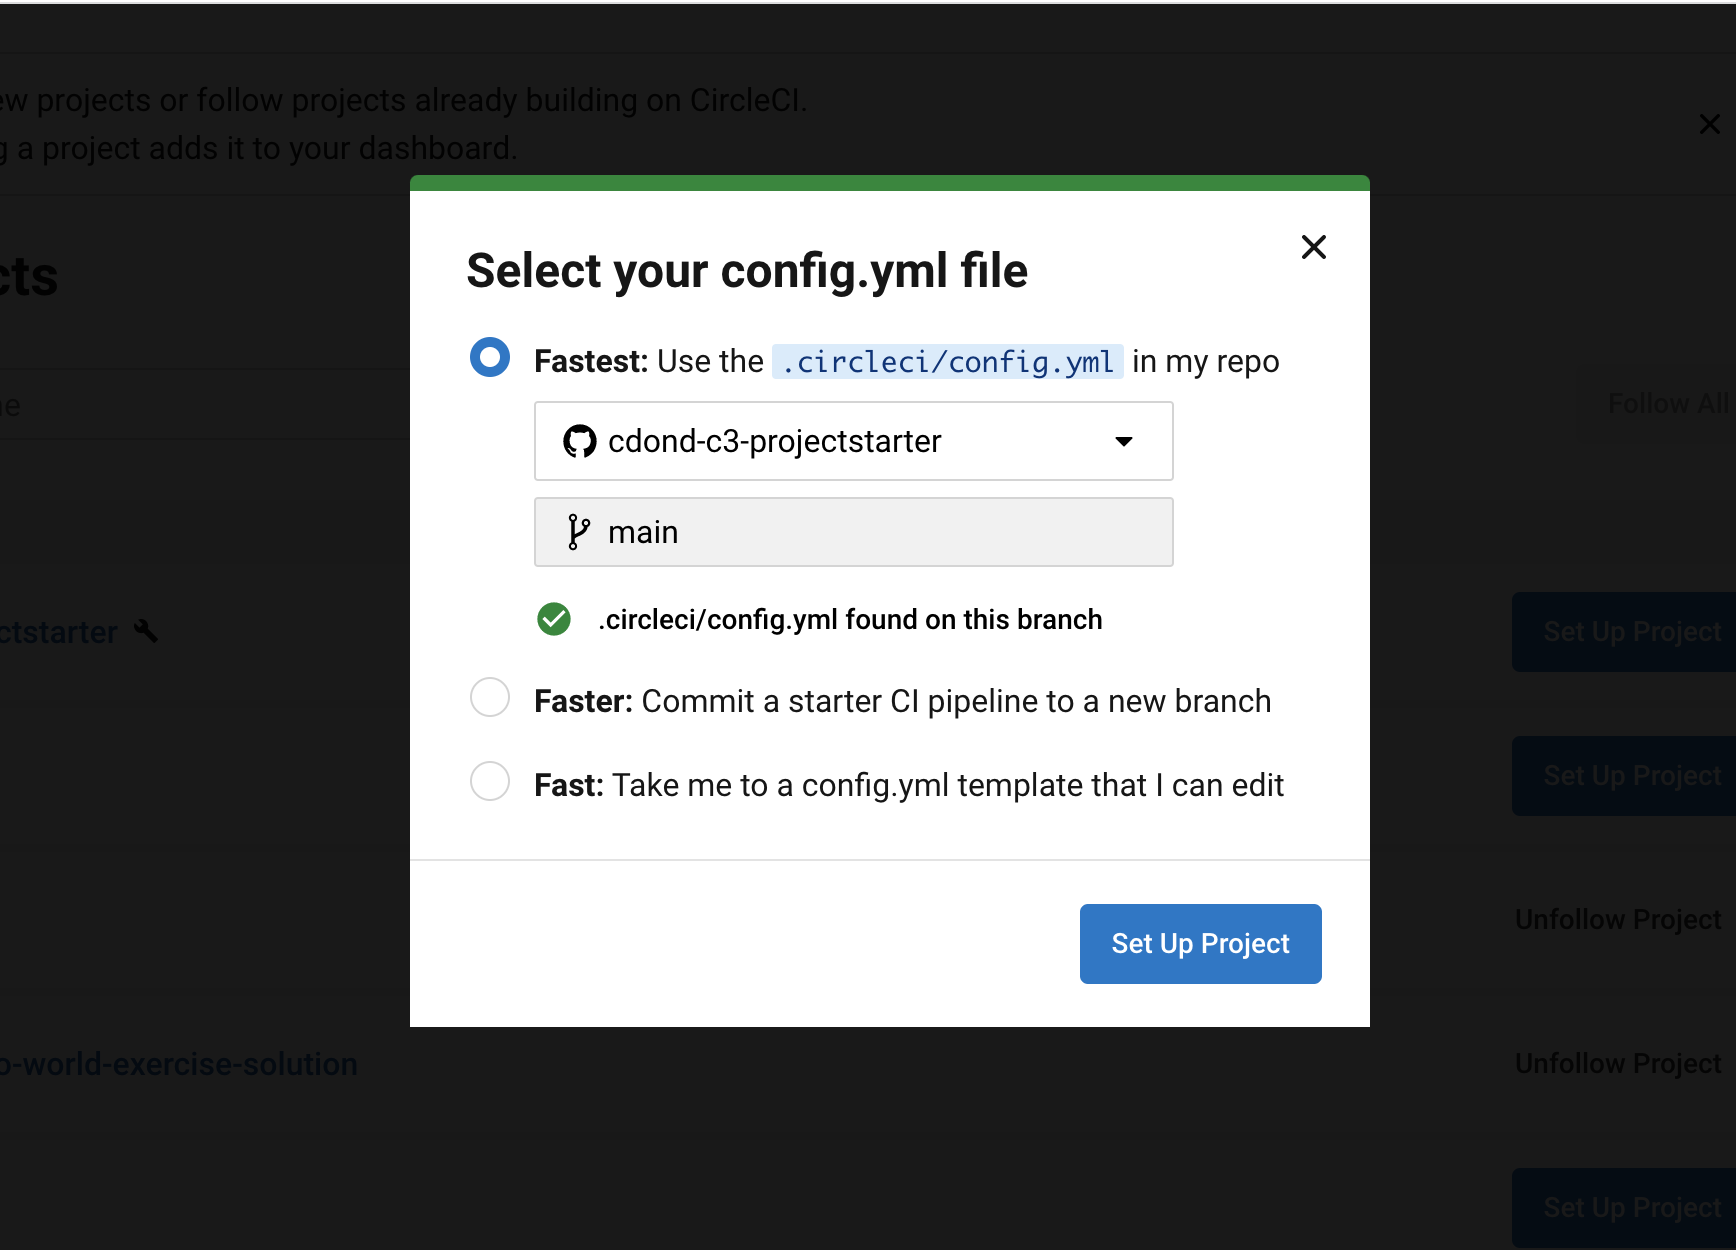 ew projects or follow projects already building on CircleCI.
g a project adds it to your dashboard.
cts
Select your config.yml file
Fastest: Use the .circleci/config.yml in my repo
ne
Follow All
cdond-c3-projectstarter
main
.circleci/config.yml found on this branch
ctstarter
Set Up Project
Faster: Commit a starter CI pipeline to a new branch
Set Up Project
Fast: Take me to a config.yml template that I can edit
Unfollow Project
Set Up Project
o-world-exercise-solution
Unfollow Project
Set Up Project